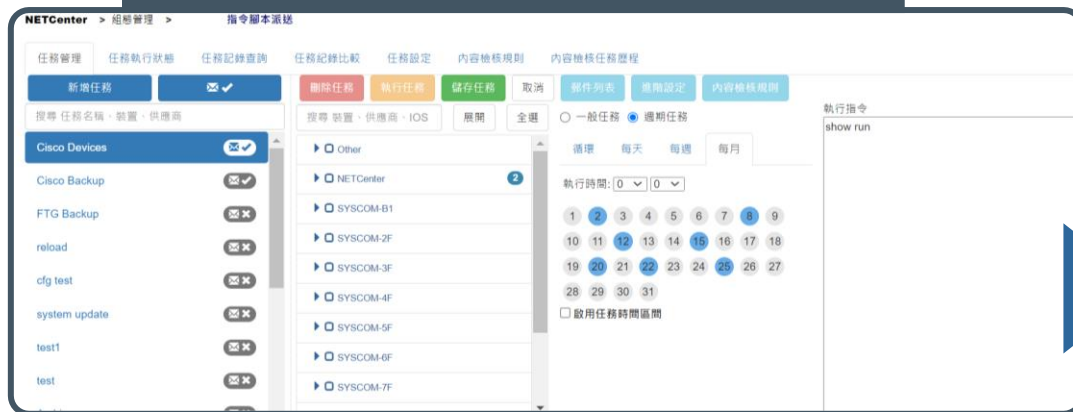 NETCenter > 組態管理 > 指令腳本派送
任務管理 任務執行狀態 任務記錄查詢 任務紀錄比較 任務設定 內容檢核規則 內容檢核任務歷程
新增任務
搜尋 任務名稱、裝置、供應商
Cisco Devices
Cisco Backup
FTG Backup
reload
cfg test
system update
test1
test
刪除任務 執行任務 儲存任務 取消
搜尋 裝置、供應商、IOS 展開 全選
Other
NETCenter 2
SYSCOM-B1
SYSCOM-2F
SYSCOM-3F
SYSCOM-4F
SYSCOM-5F
SYSCOM-6F
SYSCOM-7F
郵件列表 進階設定 內容檢核規則
一般任務 週期任務
循環 每天 每週 每月
執行時間: 0 0
1 2 3 4 5 6 7 8 9
10 11 12 13 14 15 16 17 18
19 20 21 22 23 24 25 26 27
28 29 30 31
啟用任務時間區間
執行指令
show run